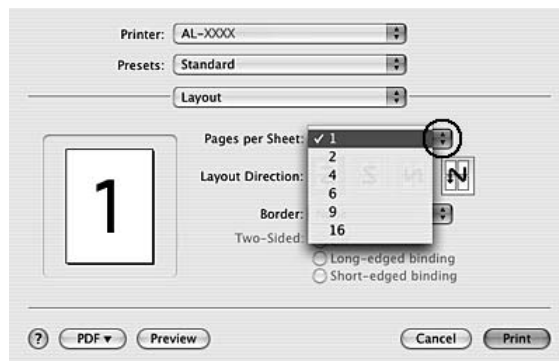 Printer: AL-XXXX
Presets: Standard
Layout
Pages per Sheet: ✓ 1
2
Layout Direction: 4
6
Border: 9
Two-Sided: 16
Long-edged binding
Short-edged binding
1
? PDF ▼ Preview Cancel Print